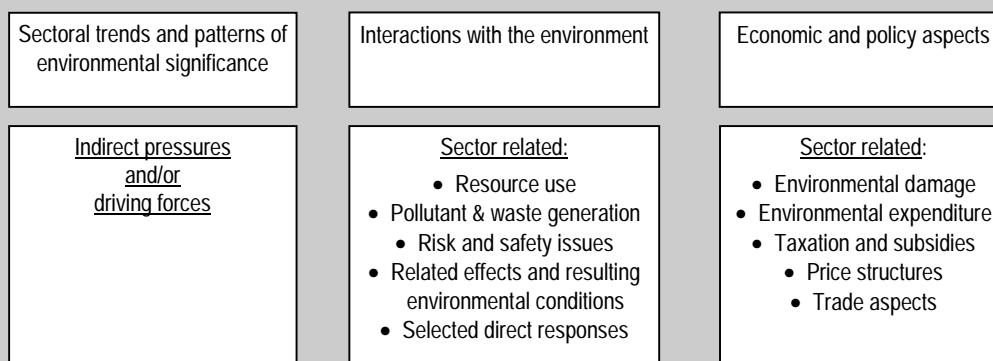 Sectoral trends and patterns of
environmental significance
Interactions with the environment
Economic and policy aspects
Indirect pressures
and/or
driving forces
Sector related:
• Resource use
• Pollutant & waste generation
• Risk and safety issues
• Related effects and resulting
environmental conditions
• Selected direct responses
Sector related:
• Environmental damage
• Environmental expenditure
• Taxation and subsidies
• Price structures
• Trade aspects